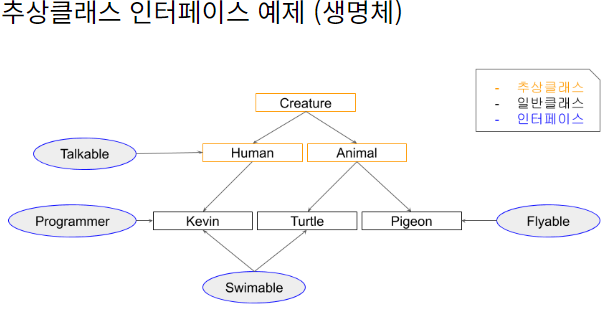 추상클래스 인터페이스 예제 (생명체)
- 추상클래스
- 일반클래스
- 인터페이스
Creature
Talkable
Human
Animal
Programmer
Kevin
Turtle
Pigeon
Flyable
Swimable